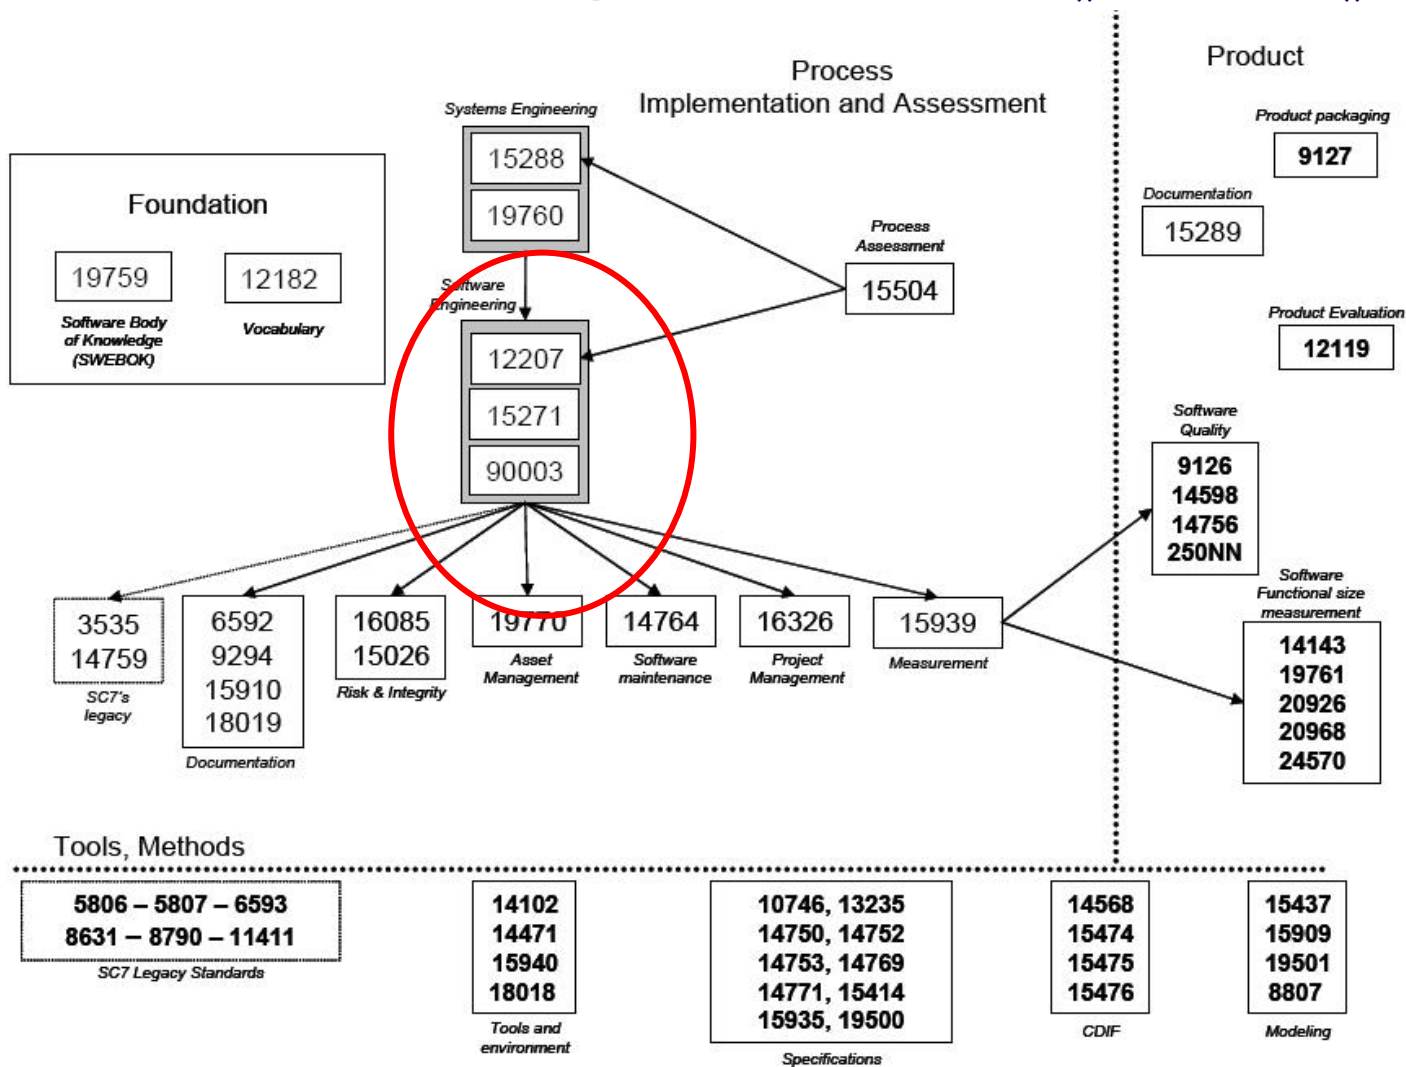 Process
Implementation and Assessment
Product
Systems Engineering
15288
19760
Foundation
19759
Software Body
of Knowledge
(SWEBOK)
12182
Vocabulary
Process
Assessment
15504
Software
Engineering
12207
15271
90003
Product packaging
9127
Documentation
15289
Product Evaluation
12119
Software
Quality
9126
14598
14756
250NN
Software
Functional size
measurement
14143
19761
20926
20968
24570
3535
14759
SC7's
legacy
6592
9294
15910
18019
Documentation
16085
15026
Risk & Integrity
19770
Asset
Management
14764
Software
maintenance
16326
Project
Management
15939
Measurement
Tools, Methods
5806 – 5807 – 6593
8631 – 8790 – 11411
SC7 Legacy Standards
14102
14471
15940
18018
Tools and
environment
10746, 13235
14750, 14752
14753, 14769
14771, 15414
15935, 19500
Specifications
14568
15474
15475
15476
CDIF
15437
15909
19501
8807
Modeling